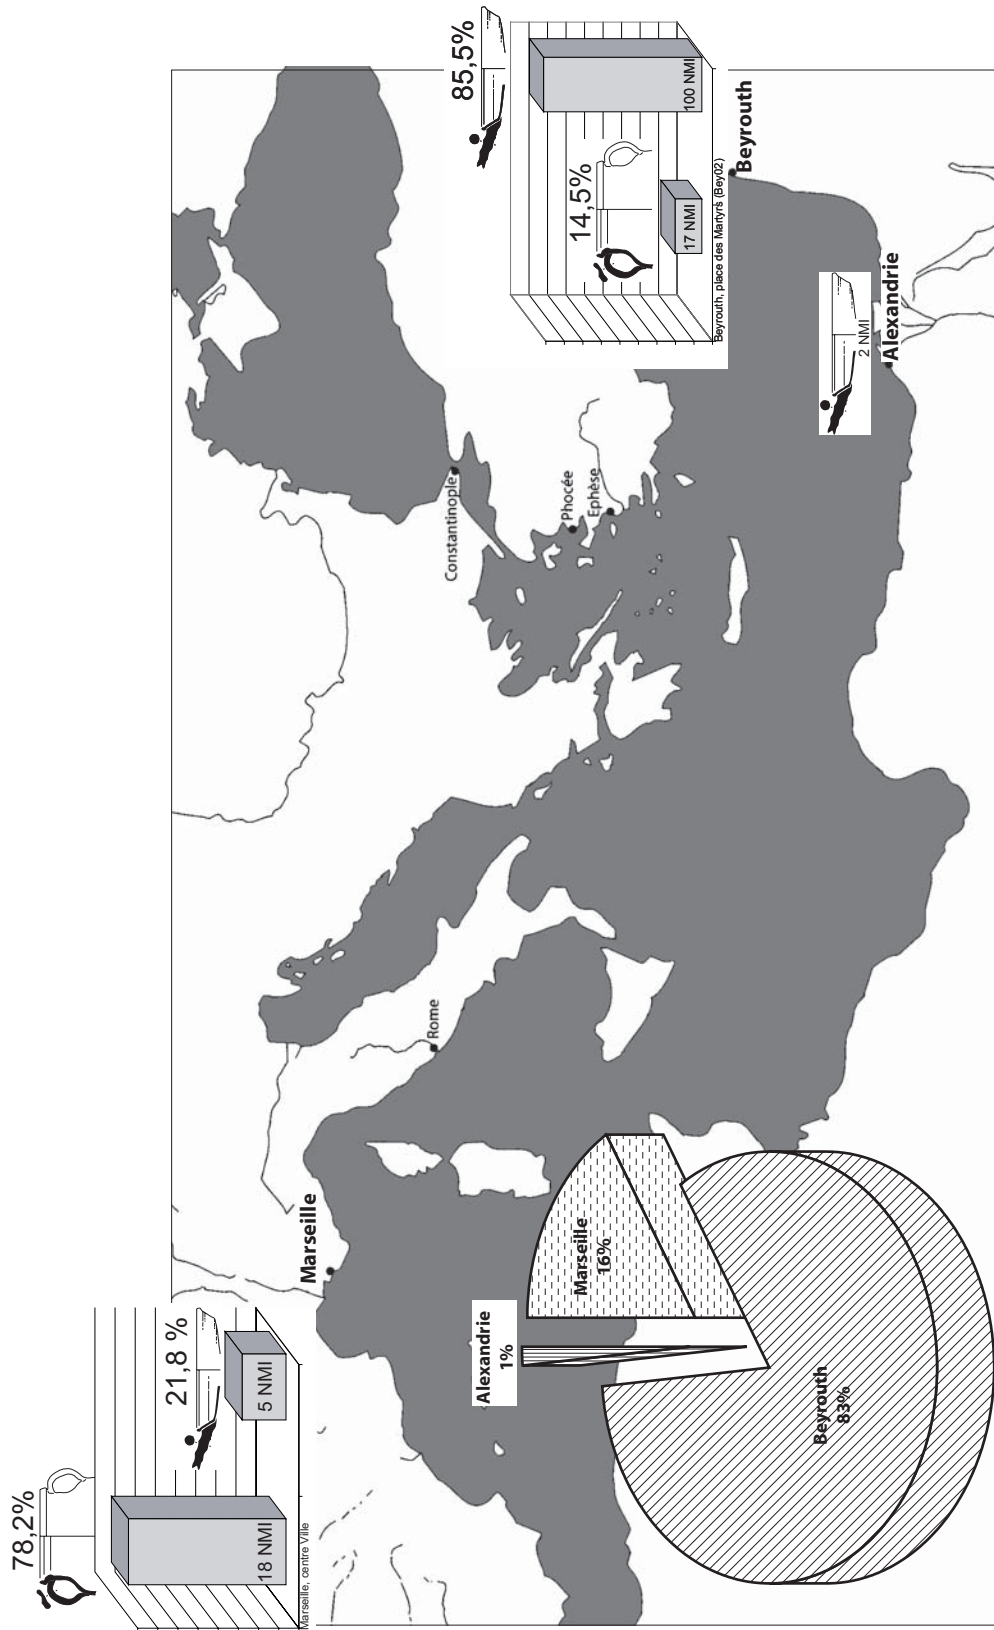 78,2%
18 NMI
21,8 %
5 NMI
Marseille, centre Ville
Marseille
Rome
Constantinople
Phocée
Ephèse
85,5%
100 NMI
14,5%
17 NMI
Beyrouth, place des Martyrs (Bey02)
Beyrouth
2 NMI
Alexandrie
Alexandrie
1%
Marseille
16%
Beyrouth
83%